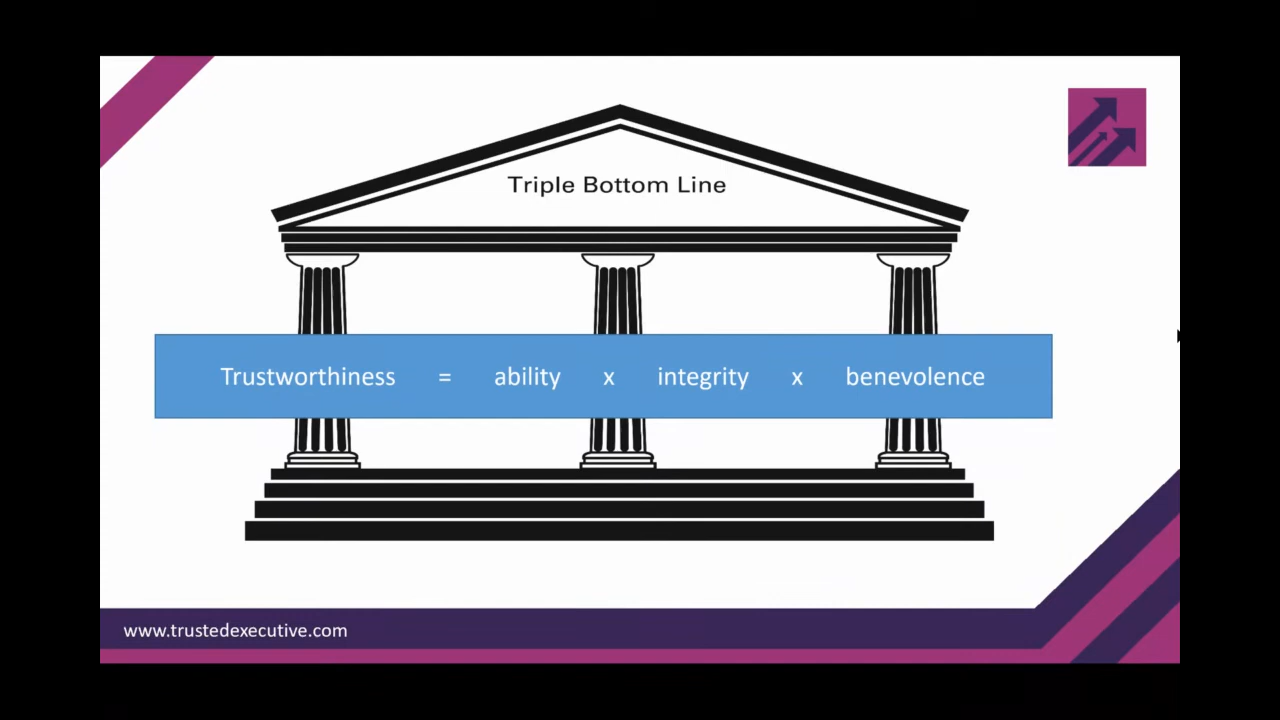 Triple Bottom Line
Trustworthiness = ability x integrity x benevolence
www.trustedexecutive.com